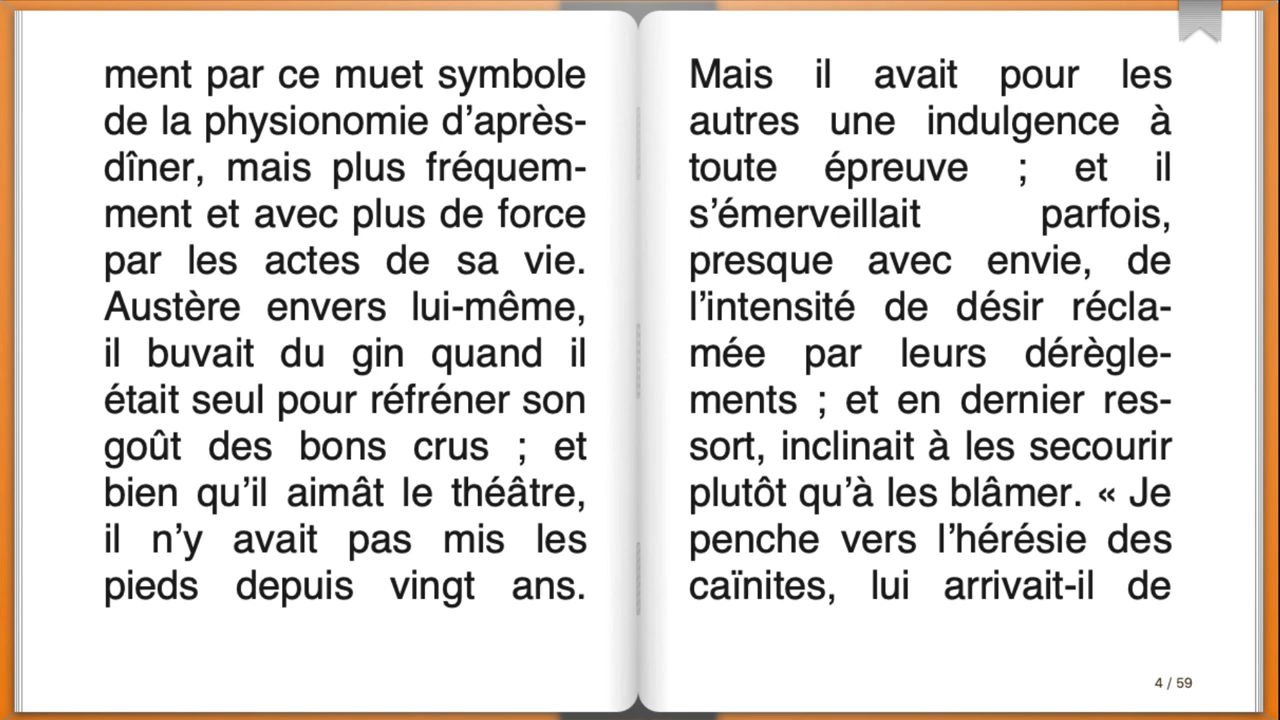 ment par ce muet symbole
de la physionomie d’après-
dîner, mais plus fréquem-
ment et avec plus de force
par les actes de sa vie.
Austère envers lui-même,
il buvait du gin quand il
était seul pour réfréner son
goût des bons crus ; et
bien qu’il aimât le théâtre,
il n’y avait pas mis les
pieds depuis vingt ans.
Mais il avait pour les
autres une indulgence à
toute épreuve ; et il
s’émerveillait parfois,
presque avec envie, de
l’intensité de désir récla-
mée par leurs dérègle-
ments ; et en dernier res-
sort, inclinait à les secourir
plutôt qu’à les blâmer. « Je
penche vers l’hérésie des
caïnites, lui arrivait-il de
4 / 59